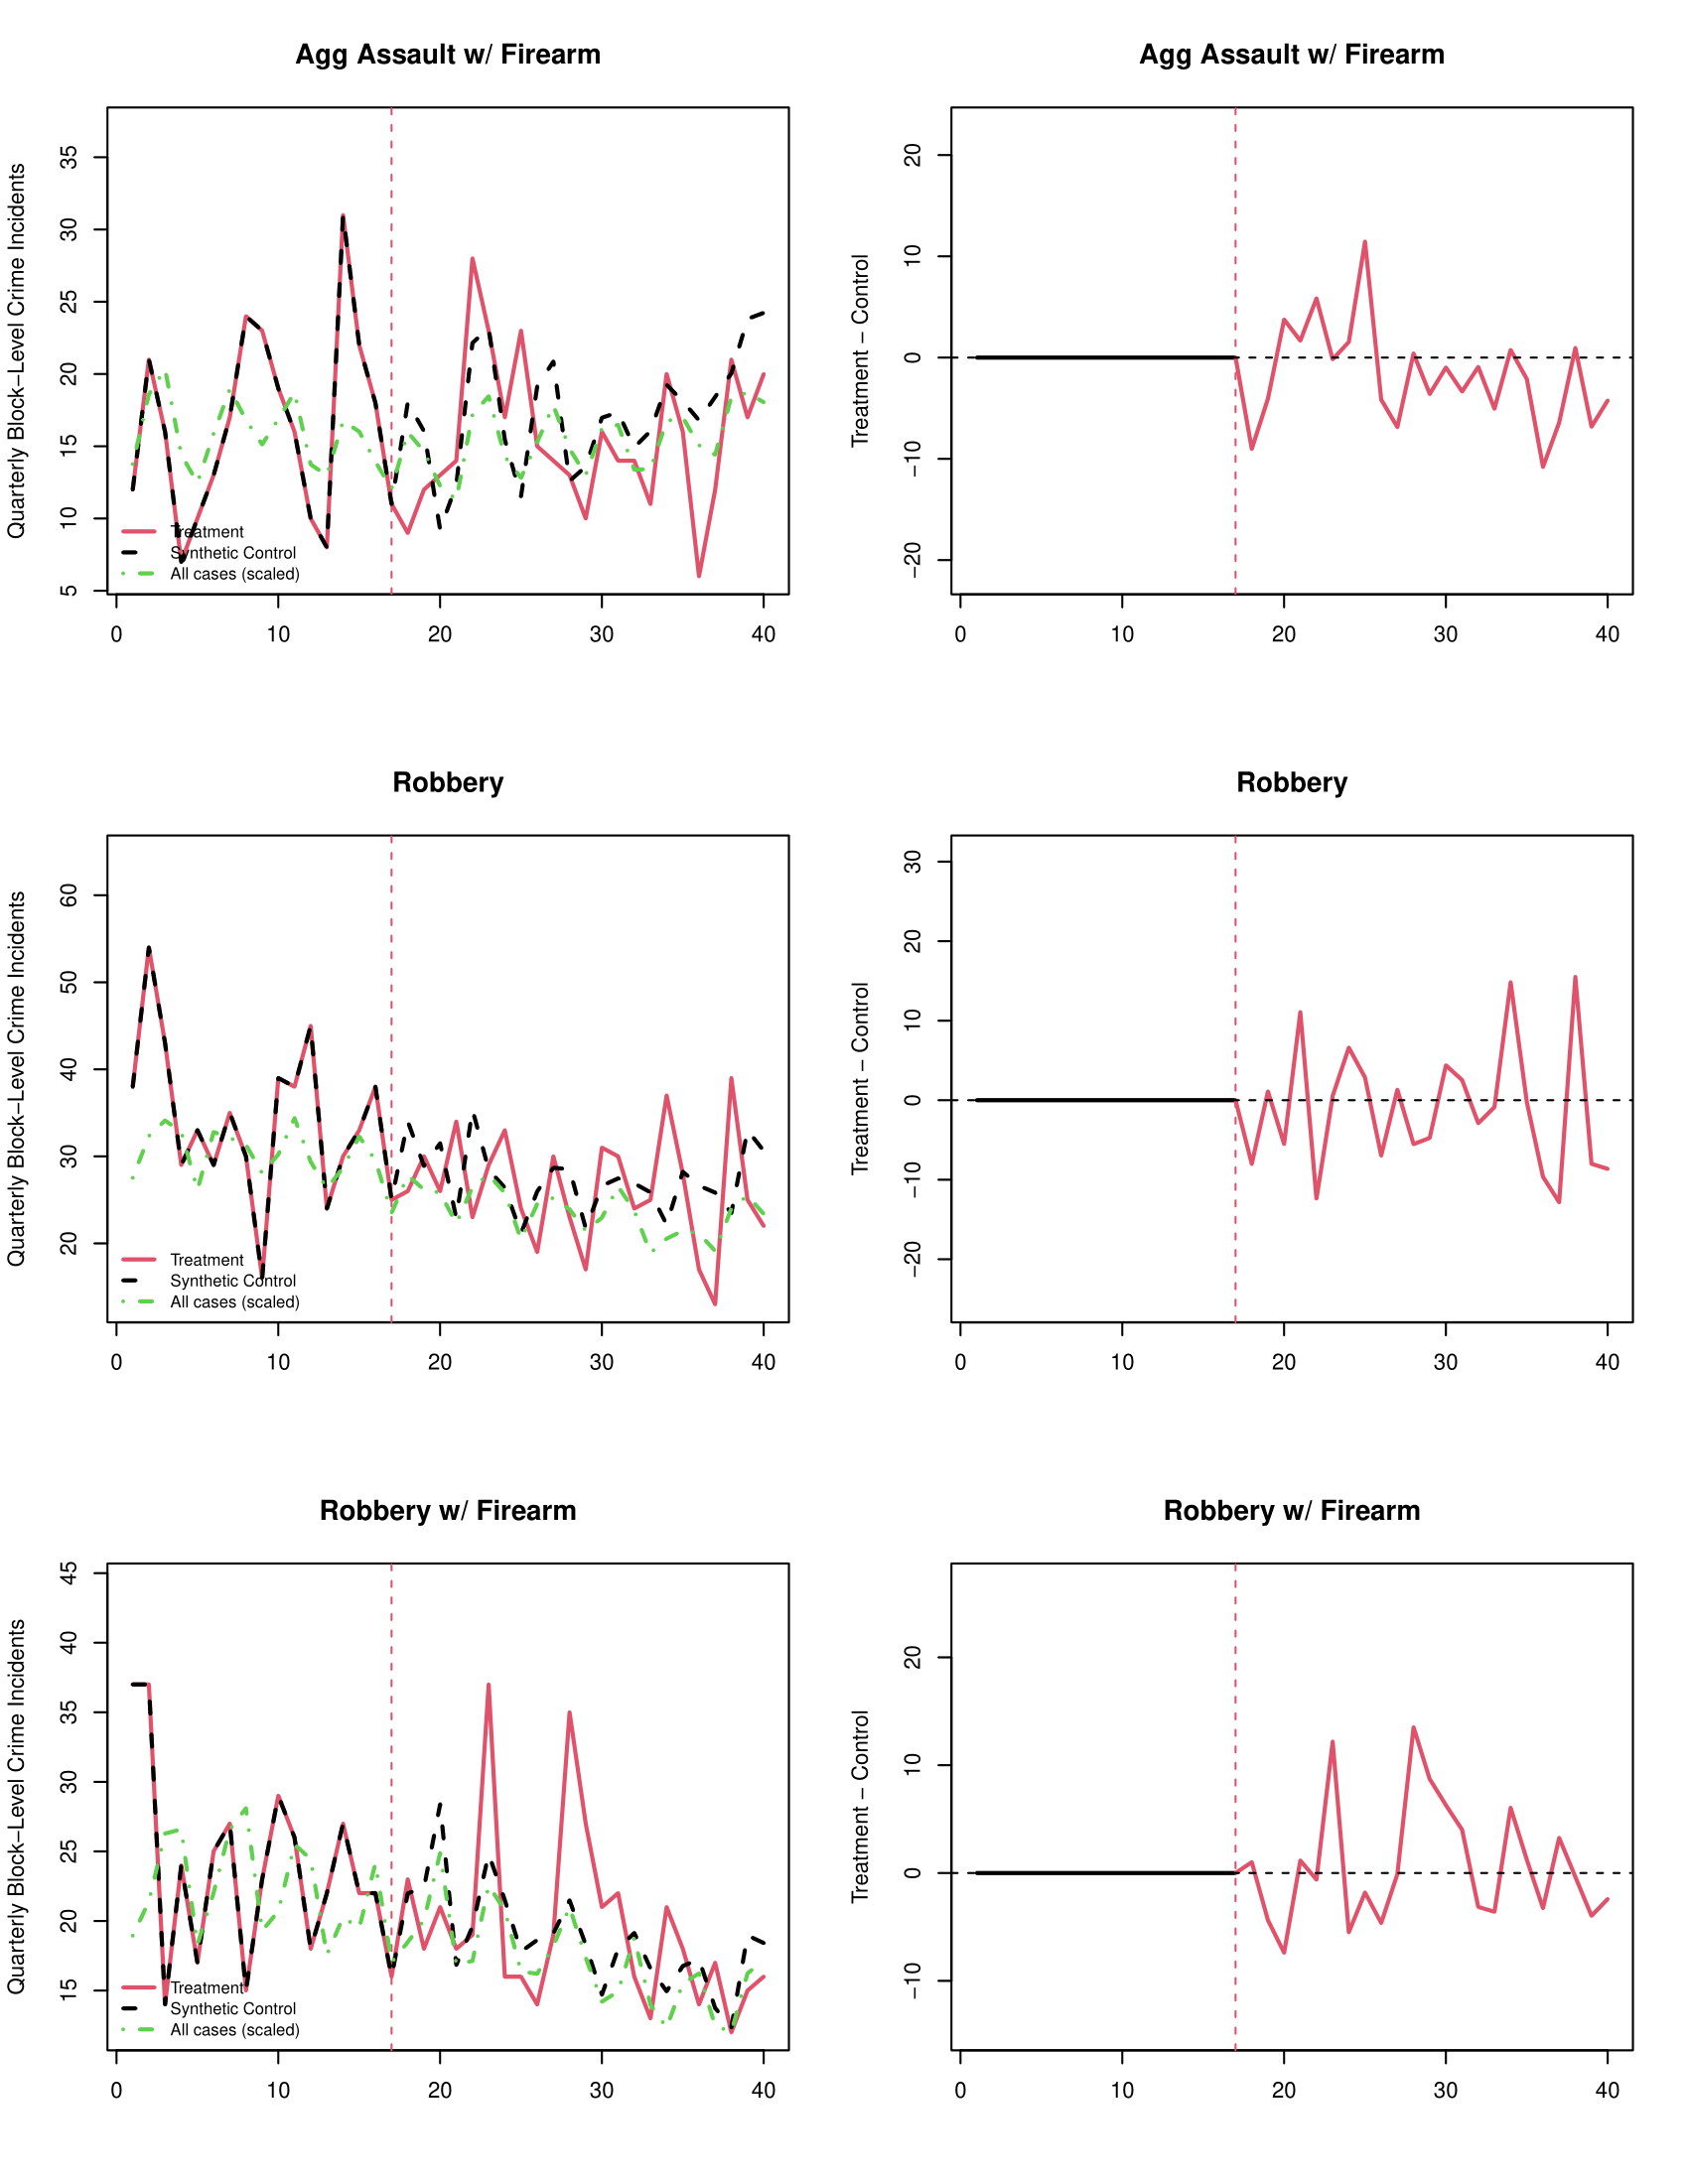 Agg Assault w/ Firearm
Quarterly Block−Level Crime Incidents
35
30
25
20
15
10
5
Treatment
Synthetic Control
All cases (scaled)
0 10 20 30 40
Agg Assault w/ Firearm
Treatment − Control
20
10
0
−10
−20
0 10 20 30 40
Robbery
Quarterly Block−Level Crime Incidents
60
50
40
30
20
Treatment
Synthetic Control
All cases (scaled)
0 10 20 30 40
Robbery
Treatment − Control
30
20
10
0
−10
−20
0 10 20 30 40
Robbery w/ Firearm
Quarterly Block−Level Crime Incidents
45
40
35
30
25
20
15
Treatment
Synthetic Control
All cases (scaled)
0 10 20 30 40
Robbery w/ Firearm
Treatment − Control
20
10
0
−10
0 10 20 30 40